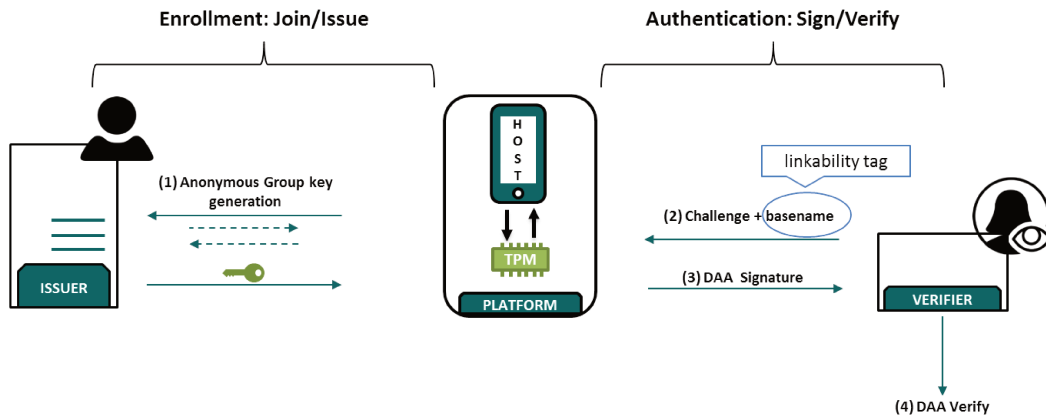 Enrollment: Join/Issue
Authentication: Sign/Verify
(1) Anonymous Group key
generation
ISSUER
HOST
TPM
PLATFORM
linkability tag
(2) Challenge + basename
(3) DAA Signature
VERIFIER
(4) DAA Verify